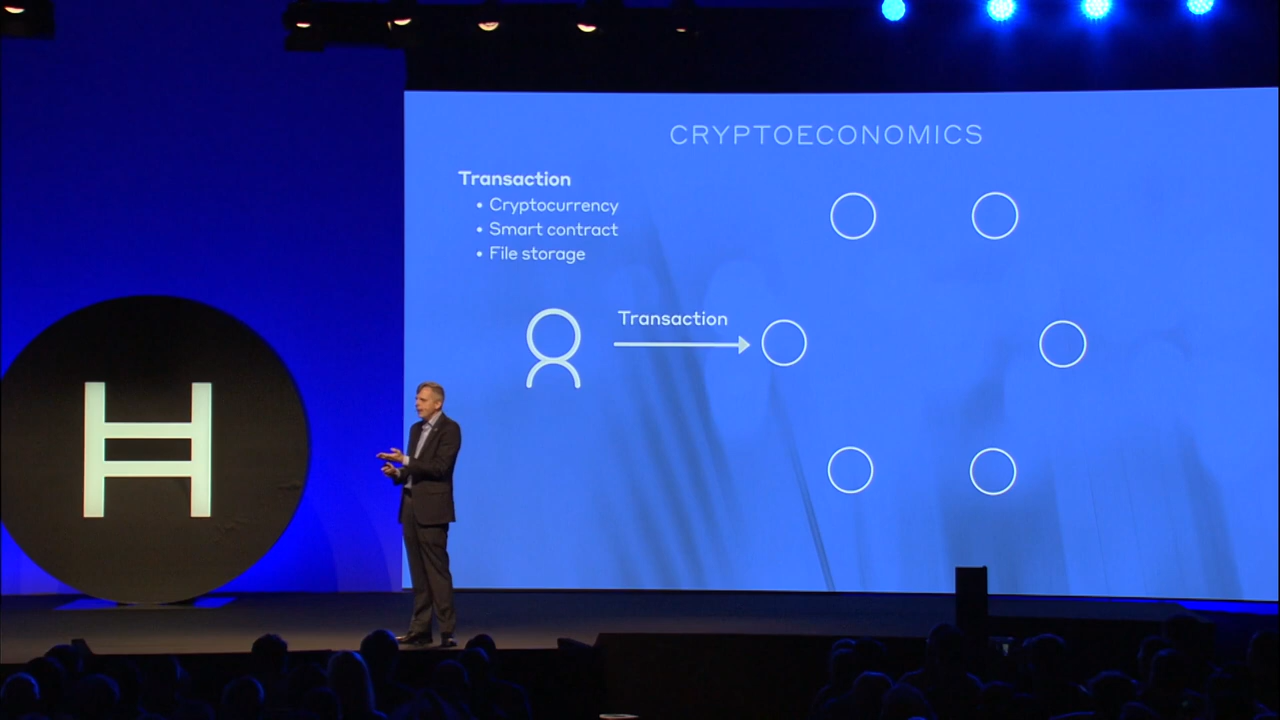 CRYPTOECONOMICS
Transaction
• Cryptocurrency
• Smart contract
• File storage
Transaction
H